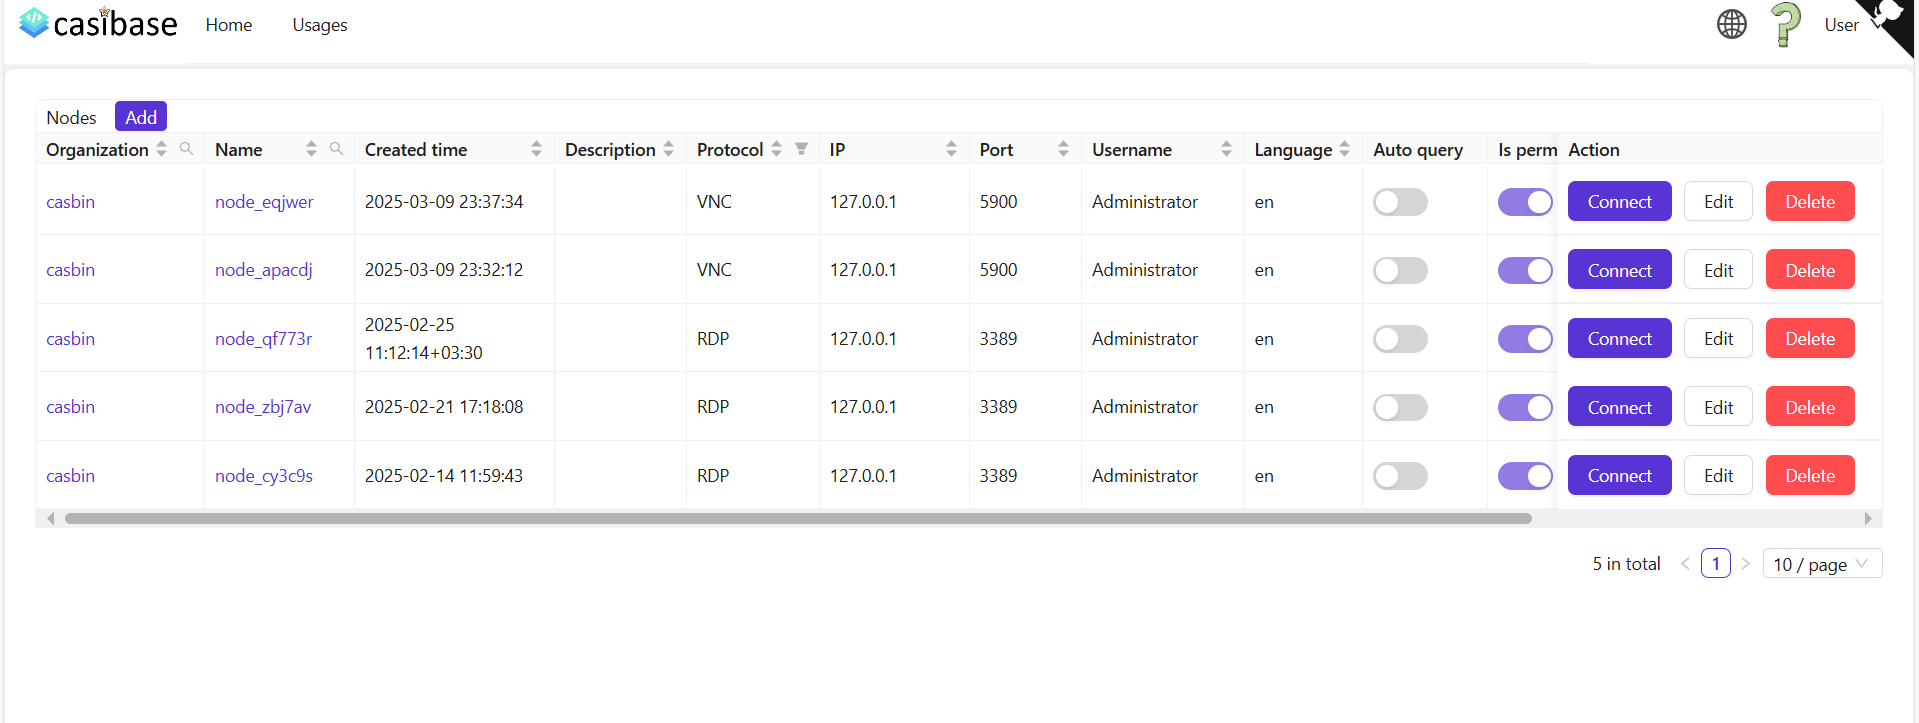 casibase Home Usages User
Nodes Add
Organization Name Created time Description Protocol IP Port Username Language Auto query Is perm Action
casbin node_eqjwer 2025-03-09 23:37:34 VNC 127.0.0.1 5900 Administrator en Connect Edit Delete
casbin node_apacdj 2025-03-09 23:32:12 VNC 127.0.0.1 5900 Administrator en Connect Edit Delete
casbin node_qf773r 2025-02-25 11:12:14+03:30 RDP 127.0.0.1 3389 Administrator en Connect Edit Delete
casbin node_zbj7av 2025-02-21 17:18:08 RDP 127.0.0.1 3389 Administrator en Connect Edit Delete
casbin node_cy3c9s 2025-02-14 11:59:43 RDP 127.0.0.1 3389 Administrator en Connect Edit Delete
5 in total < 1 > 10 / page